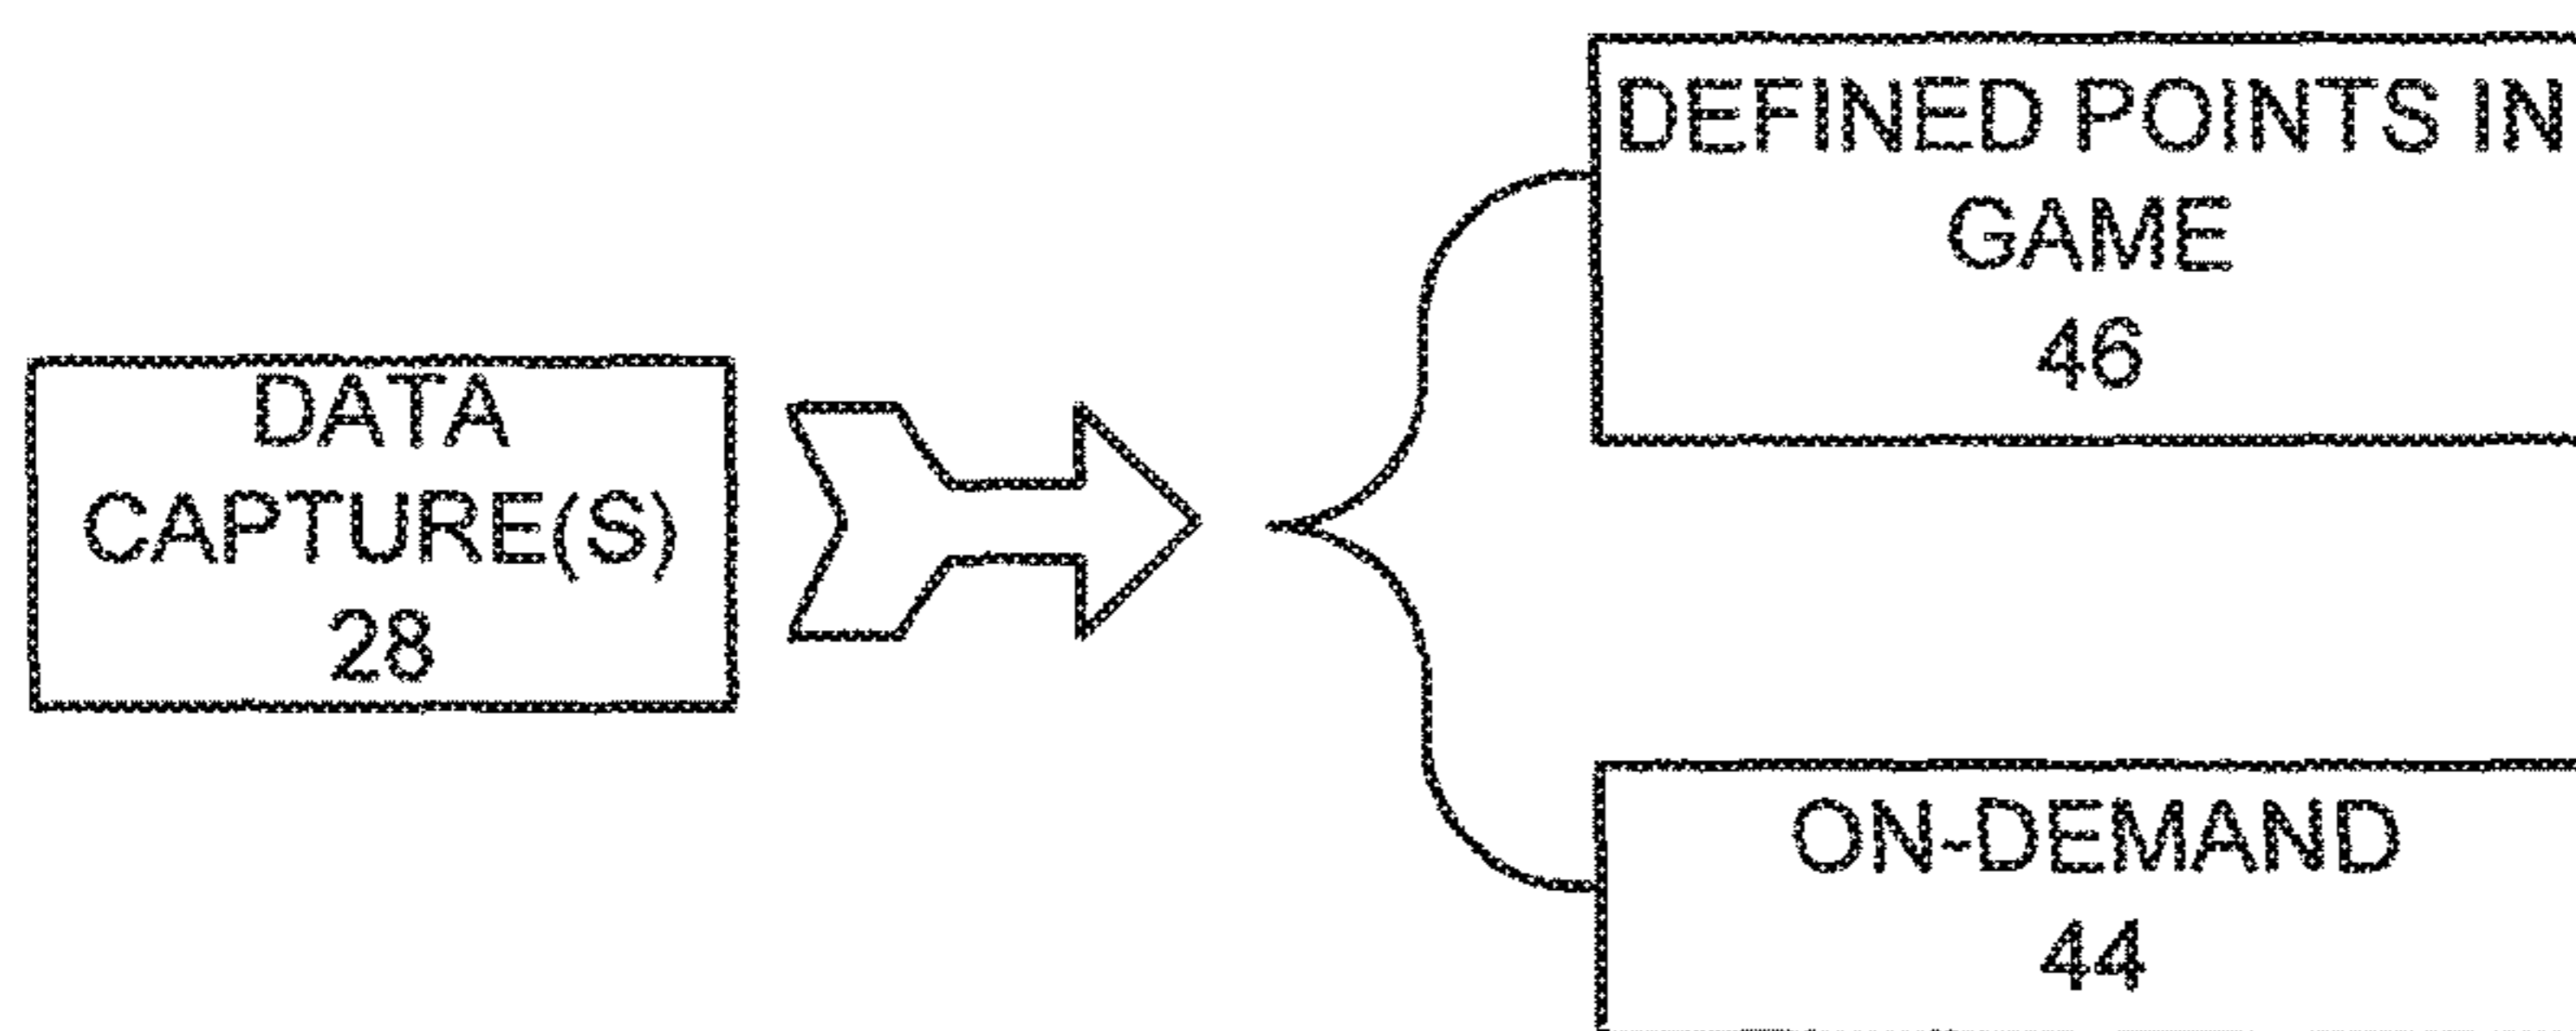 DATA
CAPTURE(S)
28
DEFINED POINTS IN
GAME
46
ON-DEMAND
44